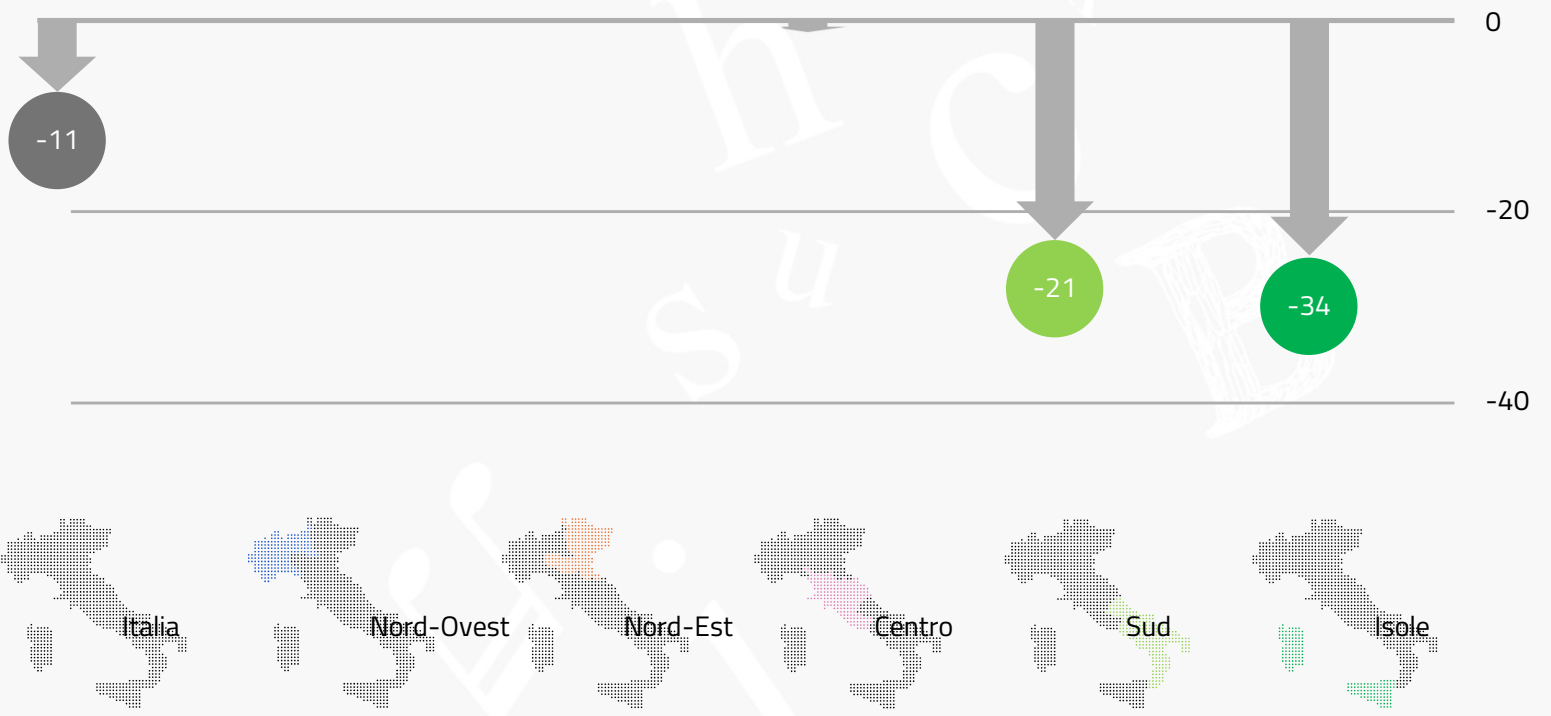 0
-11
-20
-21
-34
-40
Italia
Nord-Ovest
Nord-Est
Centro
Sud
Isole